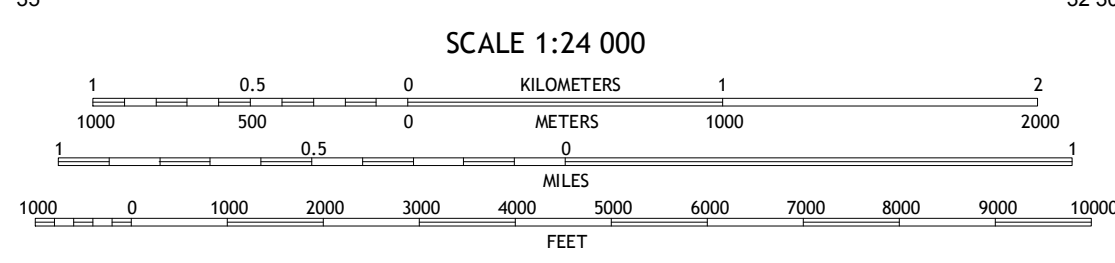 SCALE 1:24 000
1 0.5 0 KILOMETERS 1 2
1000 500 0 METERS 1000 2000
1 0.5 0 1
MILES
1000 0 1000 2000 3000 4000 5000 6000 7000 8000 9000 10000
FEET